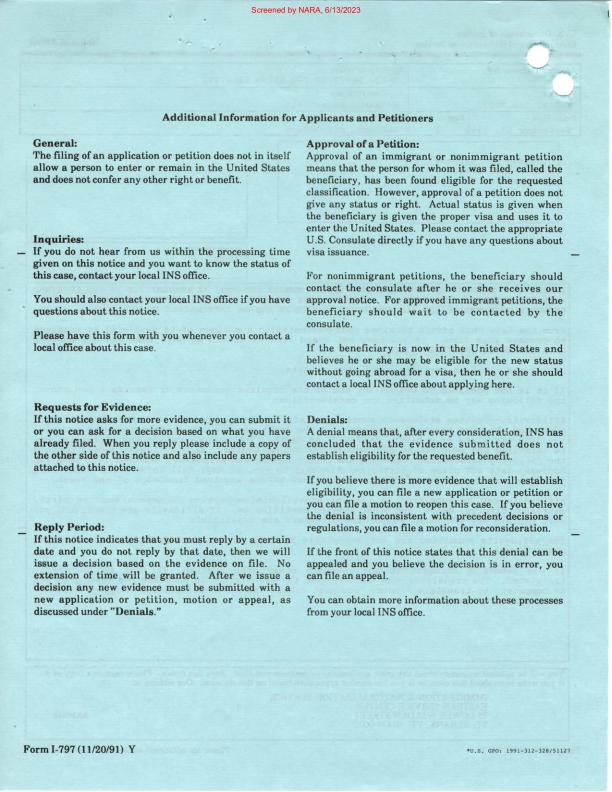 Screened by NARA, 6/13/2023
Additional Information for Applicants and Petitioners
General:
The filing of an application or petition does not in itself
allow a person to enter or remain in the United States
and does not confer any other right or benefit.
Inquiries:
If you do not hear from us within the processing time
given on this notice and you want to know the status of
this case, contact your local INS office.
You should also contact your local INS office if you have
questions about this notice.
Please have this form with you whenever you contact a
local office about this case.
Requests for Evidence:
If this notice asks for more evidence, you can submit it
or you can ask for a decision based on what you have
already filed. When you reply please include a copy of
the other side of this notice and also include any papers
attached to this notice.
Reply Period:
If this notice indicates that you must reply by a certain
date and you do not reply by that date, then we will
issue a decision based on the evidence on file. No
extension of time will be granted. After we issue a
decision any new evidence must be submitted with a
new application or petition, motion or appeal, as
discussed under "Denials."
Approval of a Petition:
Approval of an immigrant or nonimmigrant petition
means that the person for whom it was filed, called the
beneficiary, has been found eligible for the requested
classification. However, approval of a petition does not
give any status or right. Actual status is given when
the beneficiary is given the proper visa and uses it to
enter the United States. Please contact the appropriate
U.S. Consulate directly if you have any questions about
visa issuance.
For nonimmigrant petitions, the beneficiary should
contact the consulate after he or she receives our
approval notice. For approved immigrant petitions, the
beneficiary should wait to be contacted by the
consulate.
If the beneficiary is now in the United States and
believes he or she may be eligible for the new status
without going abroad for a visa, then he or she should
contact a local INS office about applying here.
Denials:
A denial means that, after every consideration, INS has
concluded that the evidence submitted does not
establish eligibility for the requested benefit.
If you believe there is more evidence that will establish
eligibility, you can file a new application or petition or
you can file a motion to reopen this case. If you believe
the denial is inconsistent with precedent decisions or
regulations, you can file a motion for reconsideration.
If the front of this notice states that this denial can be
appealed and you believe the decision is in error, you
can file an appeal.
You can obtain more information about these processes
from your local INS office.
Form I-797 (11/20/91) Y
*U.S. GPO: 1991-312-328/51127